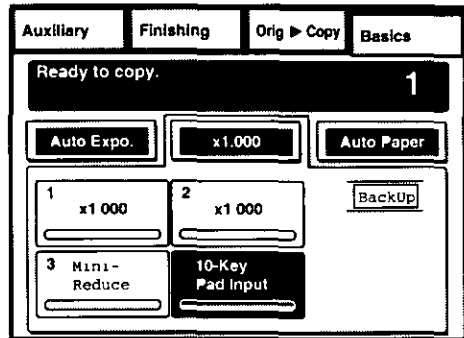 Auxiliary Finishing Orig ▶ Copy Basics
Ready to copy.
1
Auto Expo. x1.000 Auto Paper
1 x1 000
2 x1 000
BackUp
3 Mini-
Reduce
10-Key
Pad Input